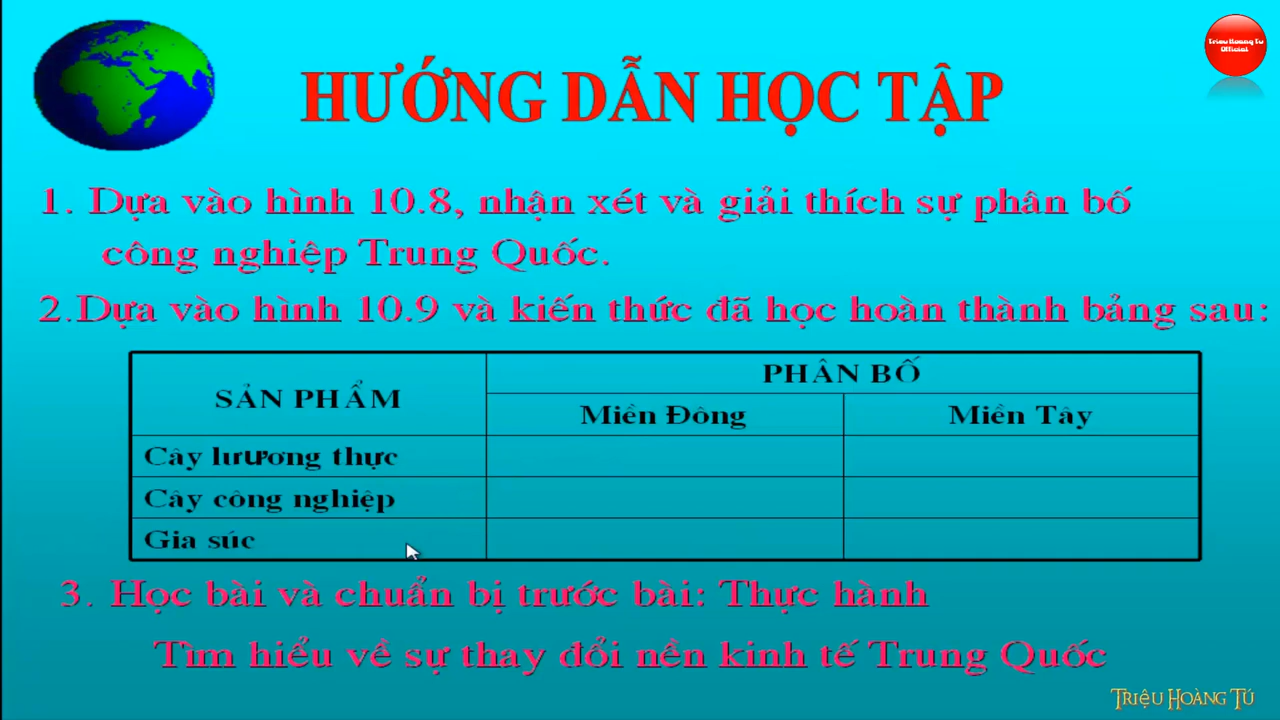 Triệu Hoàng Tú
Official
HƯỚNG DẪN HỌC TẬP
1. Dựa vào hình 10.8, nhận xét và giải thích sự phân bố
công nghiệp Trung Quốc.
2.Dựa vào hình 10.9 và kiến thức đã học hoàn thành bảng sau:
SẢN PHẨM
PHÂN BỐ
Miền Đông
Miền Tây
Cây lương thực
Cây công nghiệp
Gia súc
3. Học bài và chuẩn bị trước bài: Thực hành
Tìm hiểu về sự thay đổi nền kinh tế Trung Quốc
TRIỆU HOÀNG TÚ